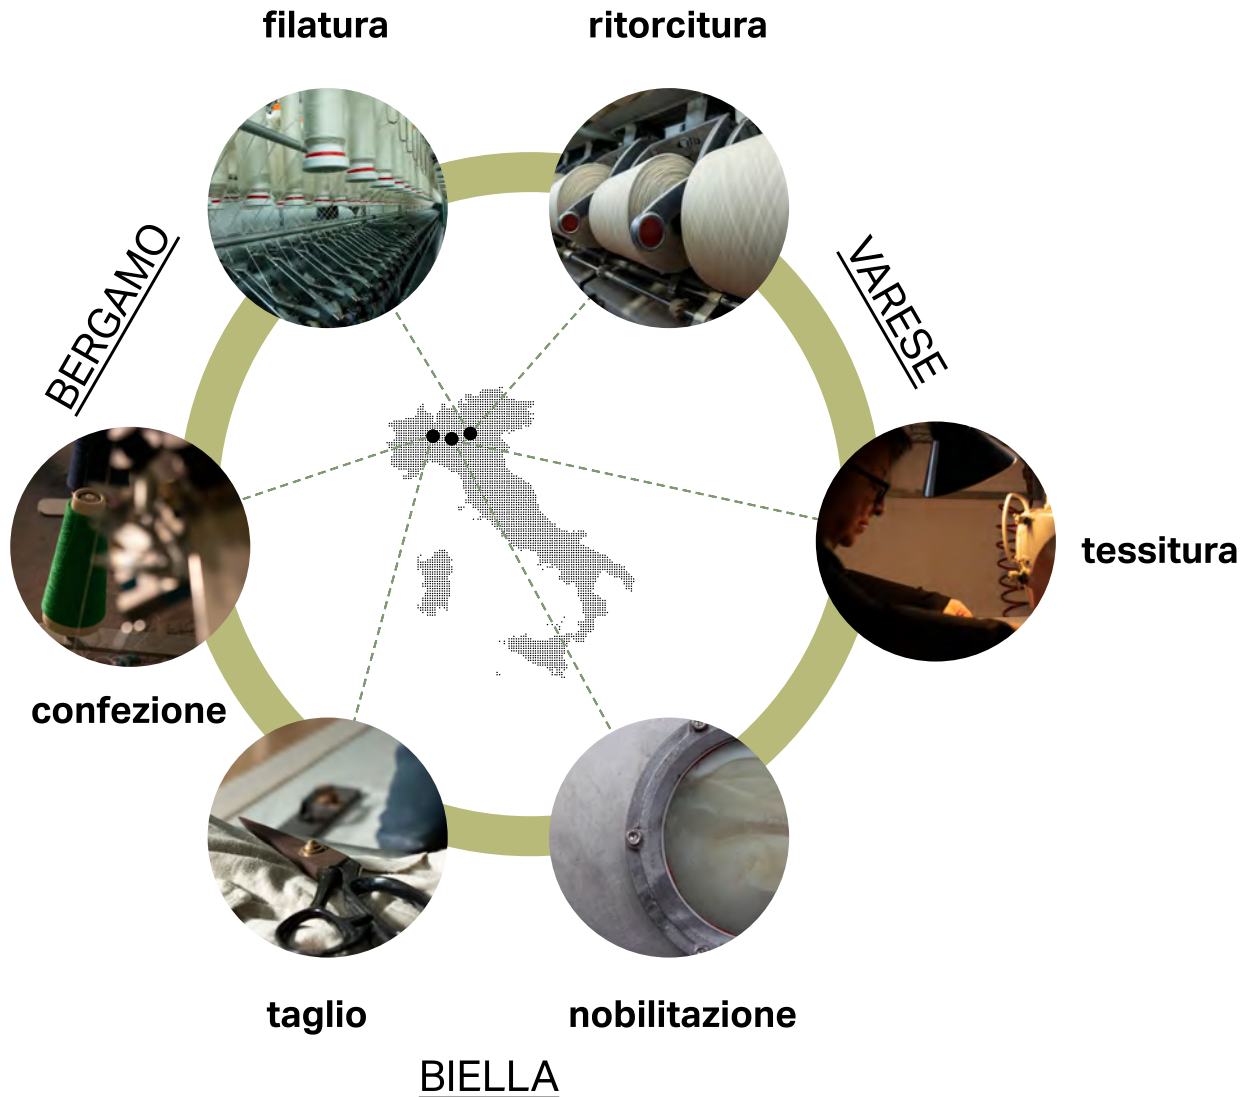 filatura
ritorcitura
BERGAMO
VARESE
tessitura
confezione
taglio
nobilitazione
BIELLA